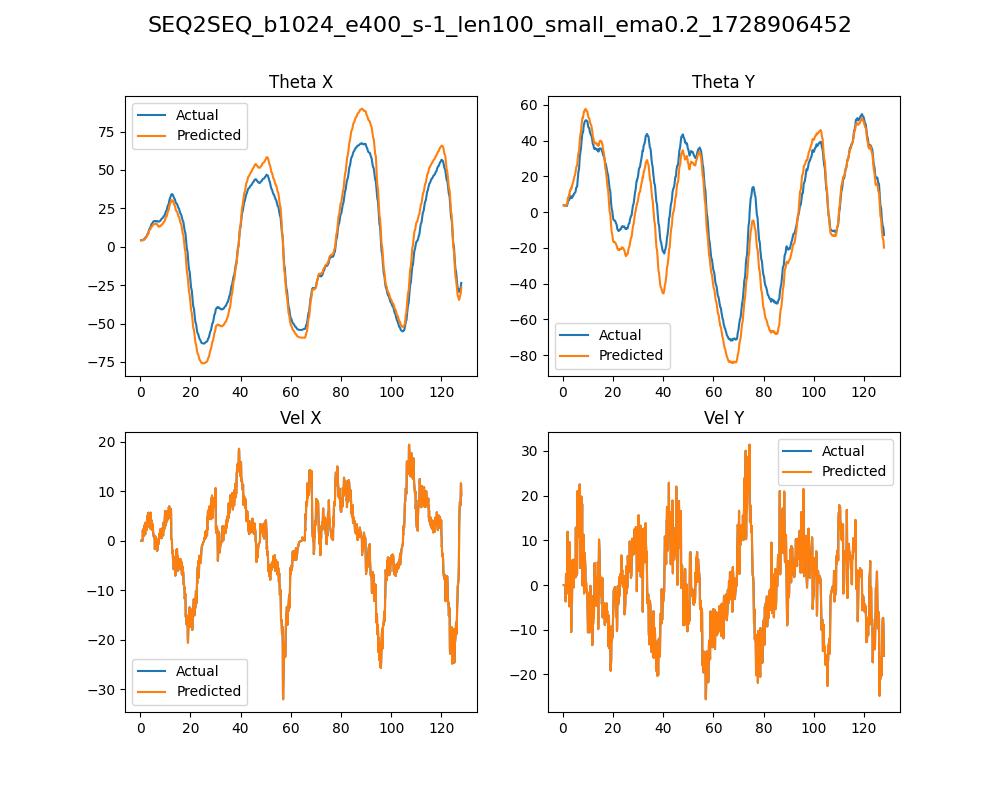 SEQ2SEQ_b1024_e400_s-1_len100_small_ema0.2_1728906452
Theta X
Actual
Predicted
75
50
25
0
−25
−50
−75
0 20 40 60 80 100 120
Theta Y
Actual
Predicted
60
40
20
0
−20
−40
−60
−80
0 20 40 60 80 100 120
Vel X
Actual
Predicted
20
10
0
−10
−20
−30
0 20 40 60 80 100 120
Vel Y
Actual
Predicted
30
20
10
0
−10
−20
0 20 40 60 80 100 120